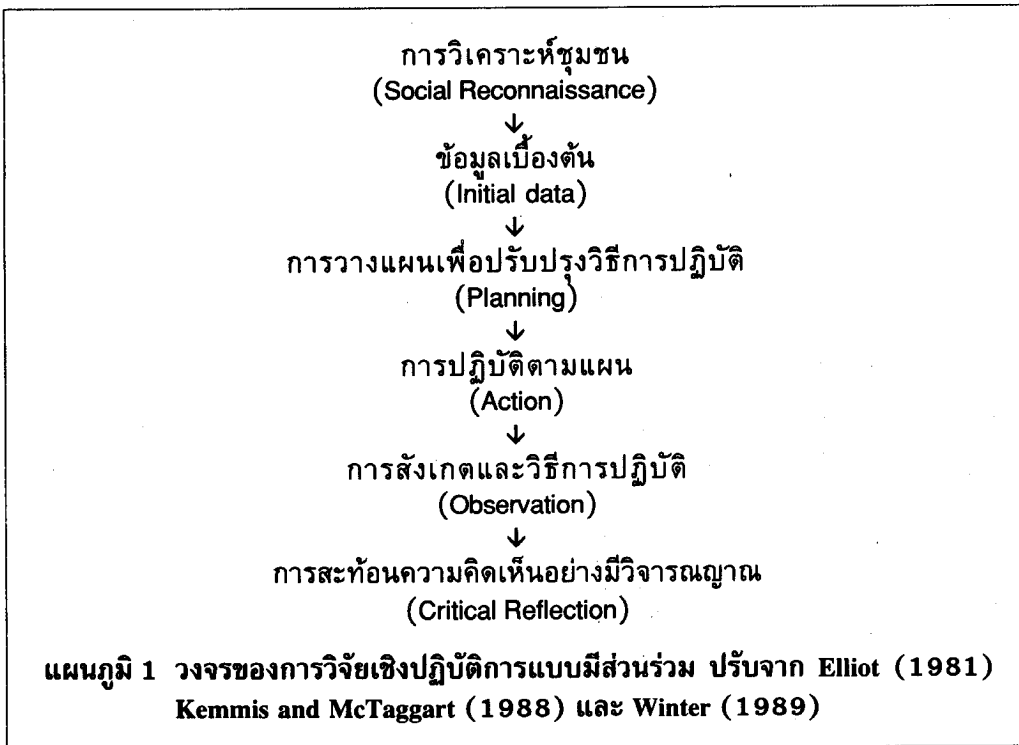 การวิเคราะห์ชุมชน
(Social Reconnaissance)
↓
ข้อมูลเบื้องต้น
(Initial data)
↓
การวางแผนเพื่อปรับปรุงวิธีการปฏิบัติ
(Planning)
↓
การปฏิบัติตามแผน
(Action)
↓
การสังเกตและวิธีการปฏิบัติ
(Observation)
↓
การสะท้อนความคิดเห็นอย่างมีวิจารณญาณ
(Critical Reflection)
แผนภูมิ 1 วงจรของการวิจัยเชิงปฏิบัติการแบบมีส่วนร่วม ปรับจาก Elliot (1981)
Kemmis and McTaggart (1988) และ Winter (1989)